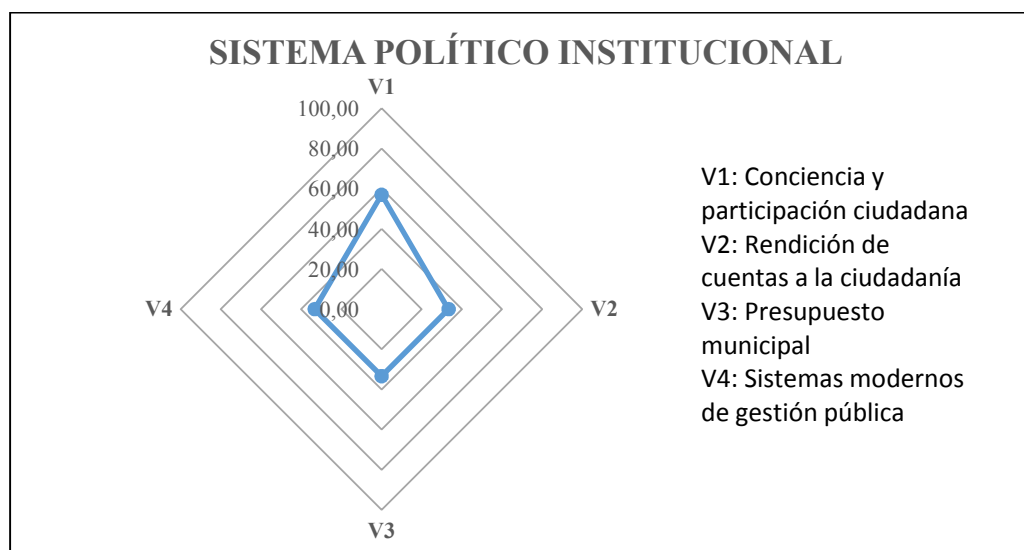 SISTEMA POLÍTICO INSTITUCIONAL
V1
100,00
80,00
60,00
40,00
20,00
0,00
V4
V2
V3
V1: Conciencia y
participación ciudadana
V2: Rendición de
cuentas a la ciudadanía
V3: Presupuesto
municipal
V4: Sistemas modernos
de gestión pública